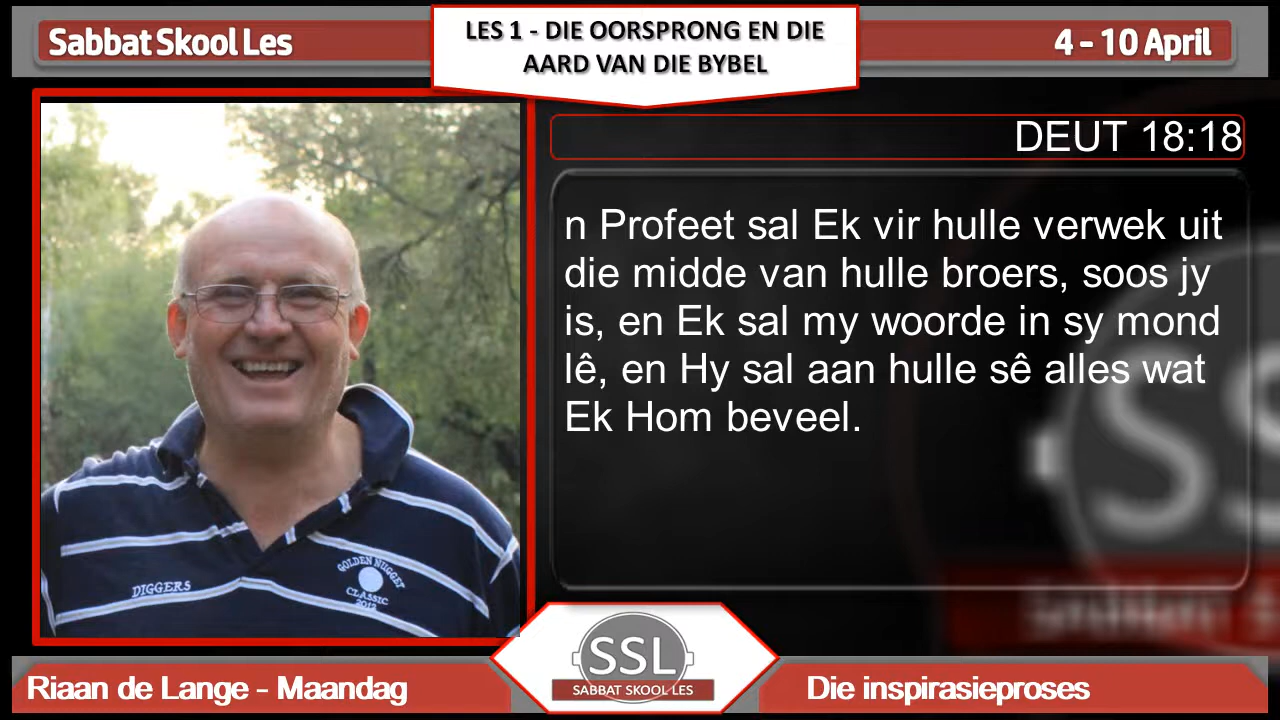 Sabbat Skool Les
LES 1 - DIE OORSPRONG EN DIE
AARD VAN DIE BYBEL
4 - 10 April
DEUT 18:18
n Profeet sal Ek vir hulle verwek uit
die midde van hulle broers, soos jy
is, en Ek sal my woorde in sy mond
lê, en Hy sal aan hulle sê alles wat
Ek Hom beveel.
SS
DIGGERS
GOLDEN NUGGET
CLASSIC
2012
SSL
SABBAT SKOOL LES
Riaan de Lange - Maandag
Die inspirasieproses